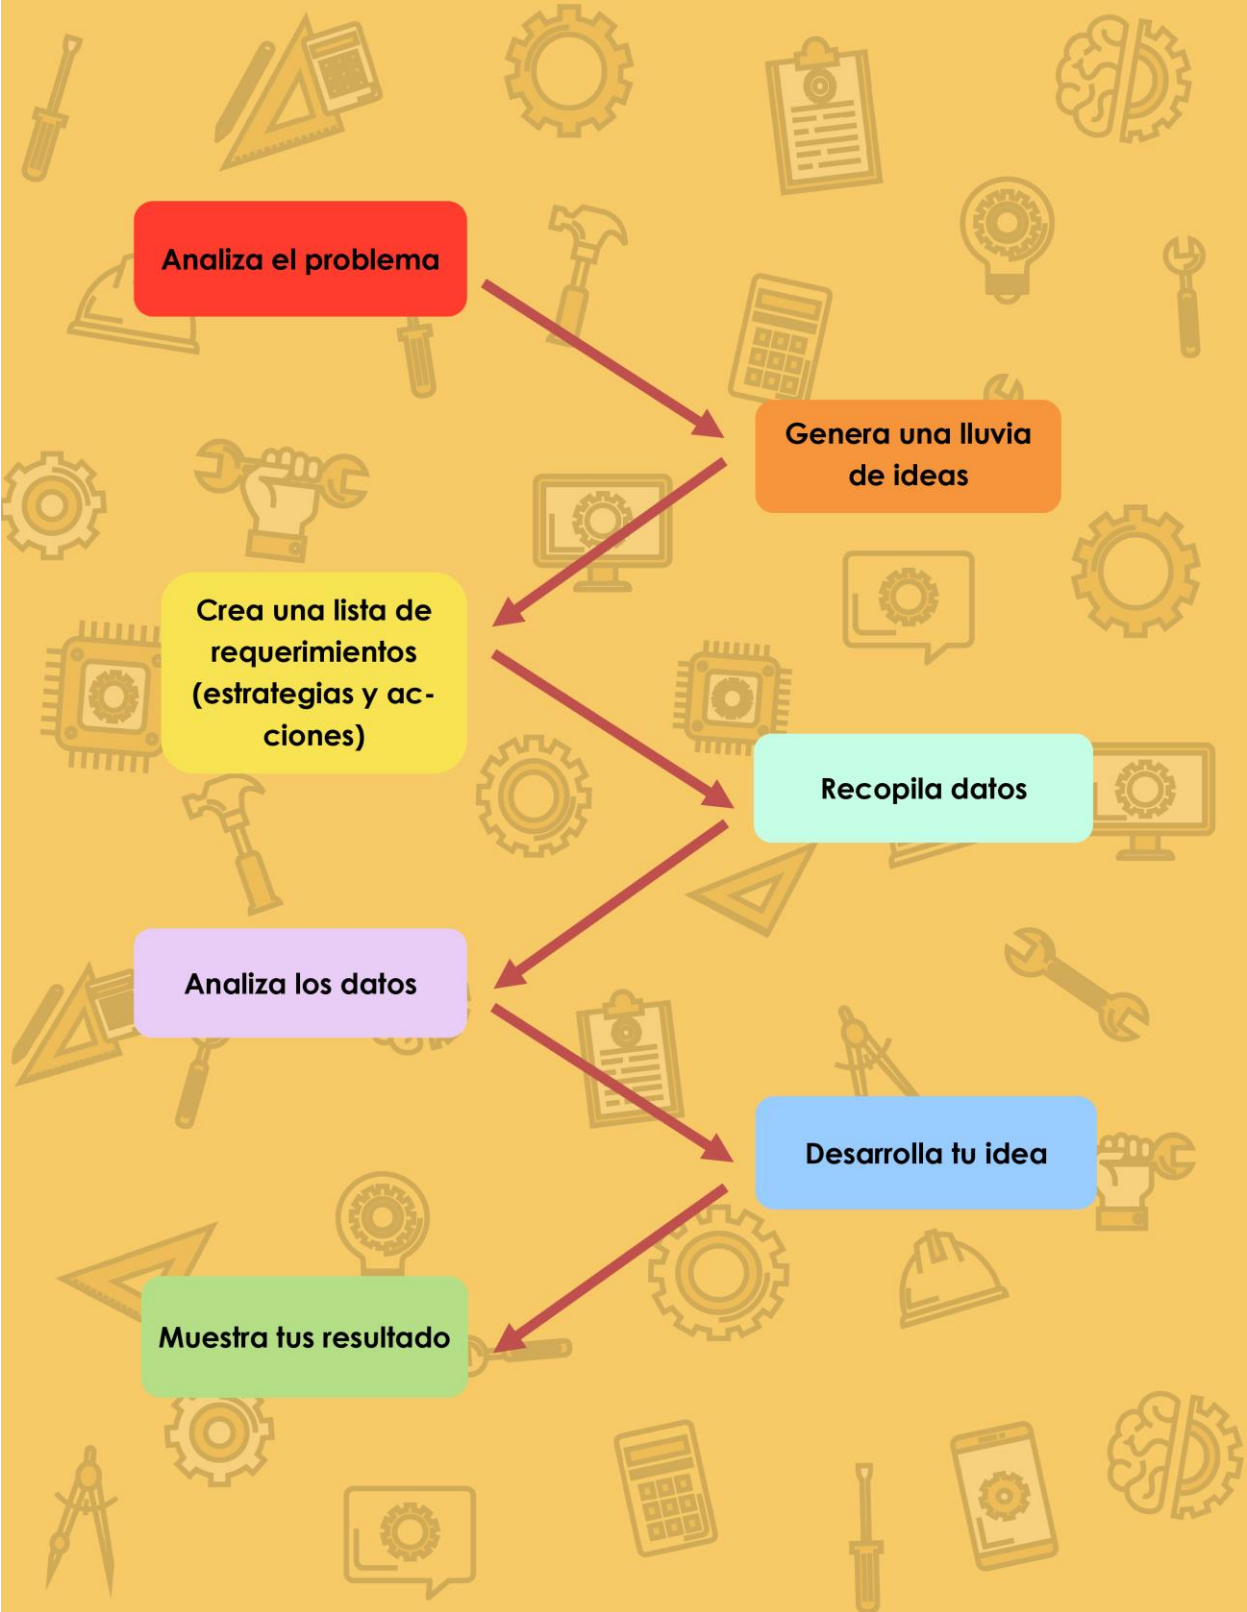 Analiza el problema
Genera una lluvia
de ideas
Crea una lista de
requerimientos
(estrategias y ac-
ciones)
Recopila datos
Analiza los datos
Desarrolla tu idea
Muestra tus resultado